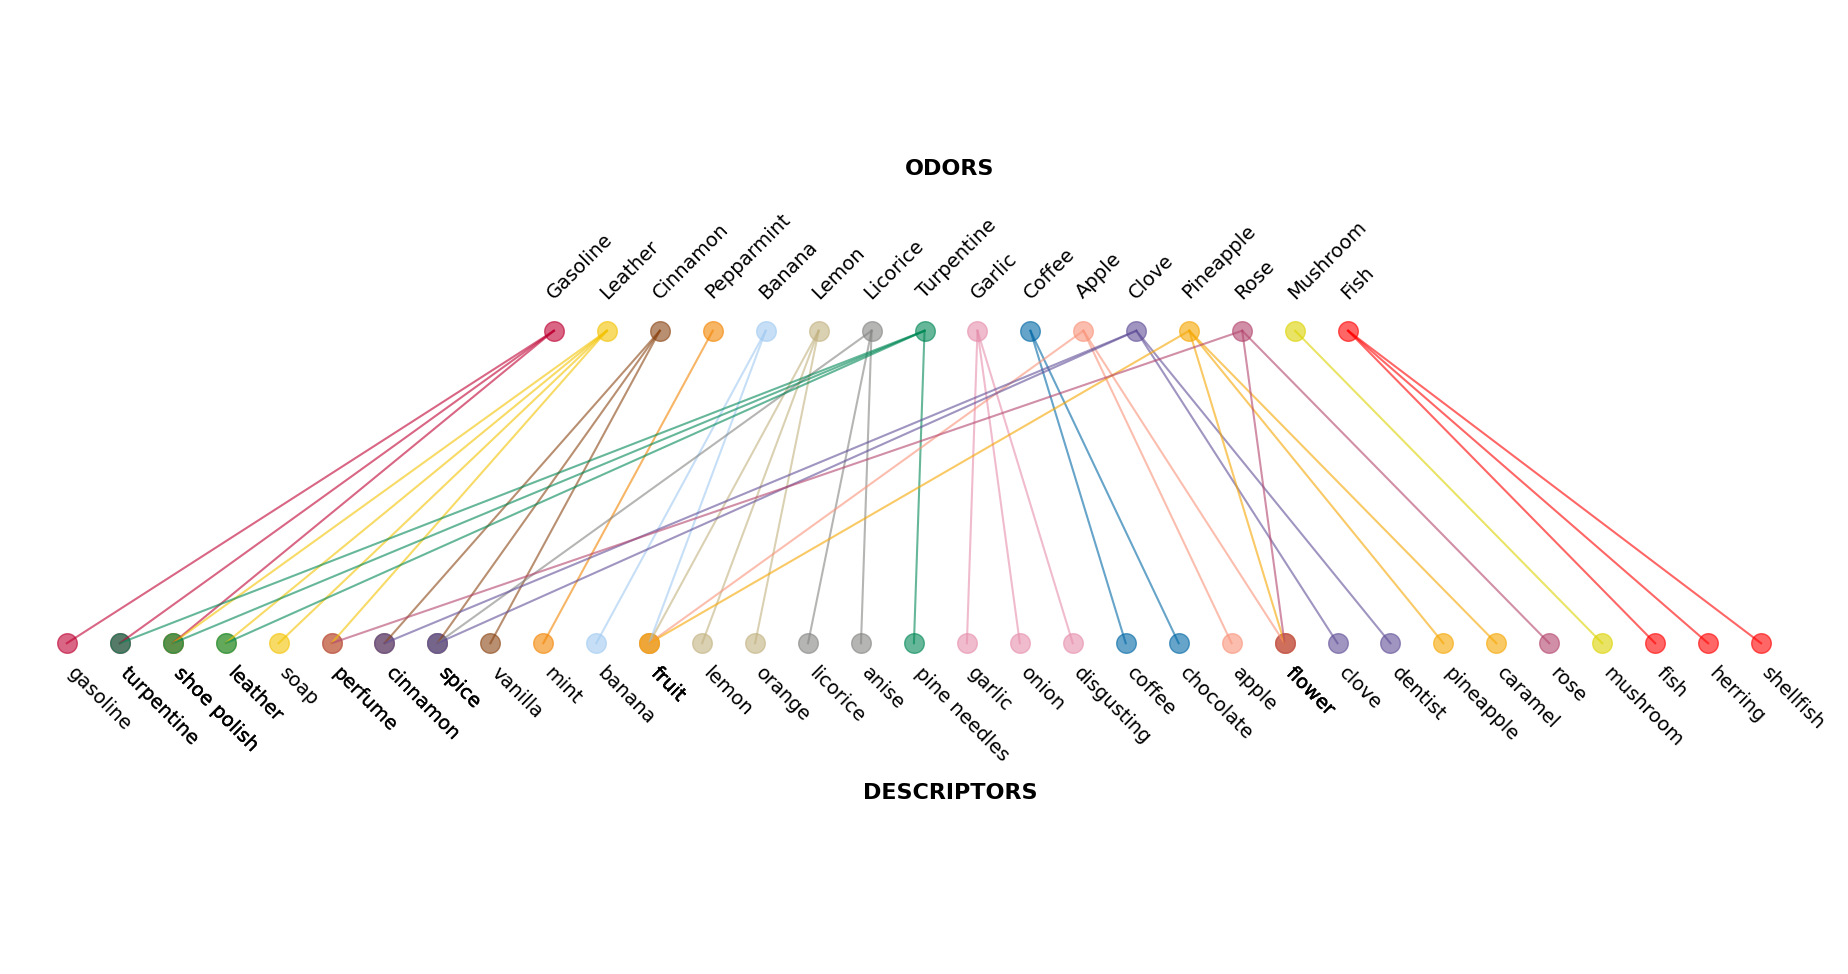 ODORS
Gasoline
Leather
Cinnamon
Pepparmint
Banana
Lemon
Licorice
Turpentine
Garlic
Coffee
Apple
Clove
Pineapple
Rose
Mushroom
Fish
gasoline
turpentine
shoe polish
leather
soap
perfume
cinnamon
spice
vanilla
mint
banana
fruit
lemon
orange
licorice
anise
pine needles
garlic
onion
disgusting
coffee
chocolate
apple
flower
clove
dentist
pineapple
caramel
rose
mushroom
fish
herring
shellfish
DESCRIPTORS